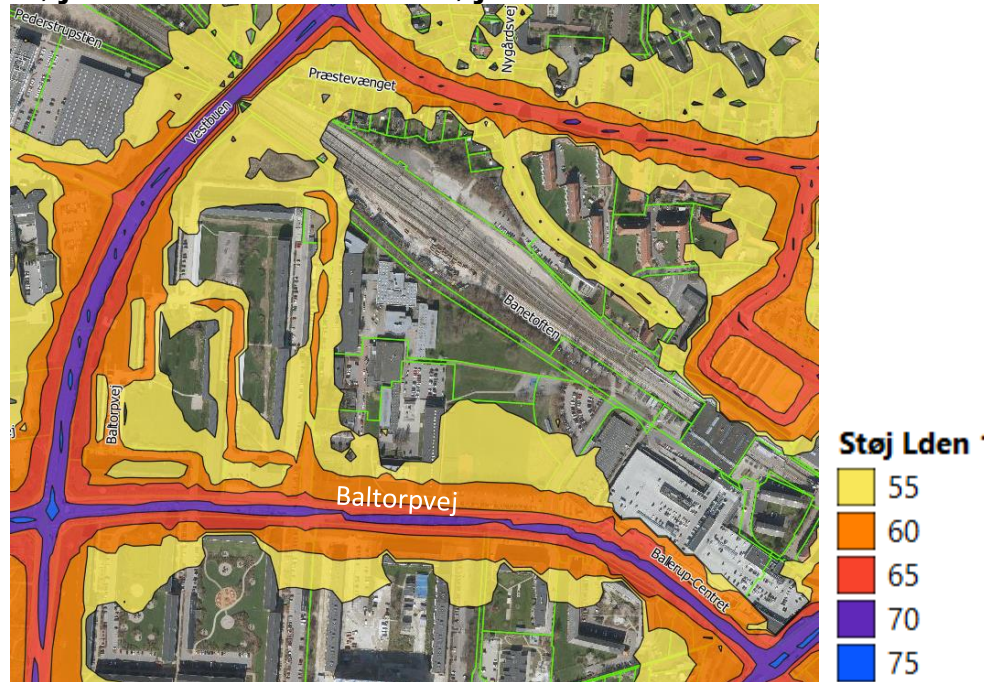 Pederstrupstien
Nygårdsvej
Præstevænget
Vestbuen
Banetoften
Baltorpvej
Støj Lden
55
60
65
70
75
Baltorpvej
Ballerup-Centret